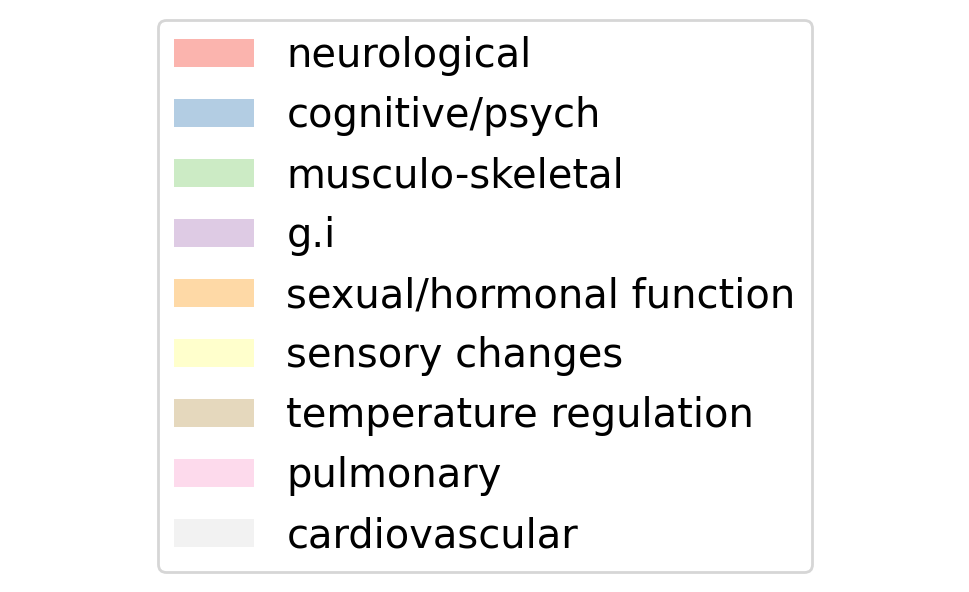 neurological
cognitive/psych
musculo-skeletal
g.i
sexual/hormonal function
sensory changes
temperature regulation
pulmonary
cardiovascular